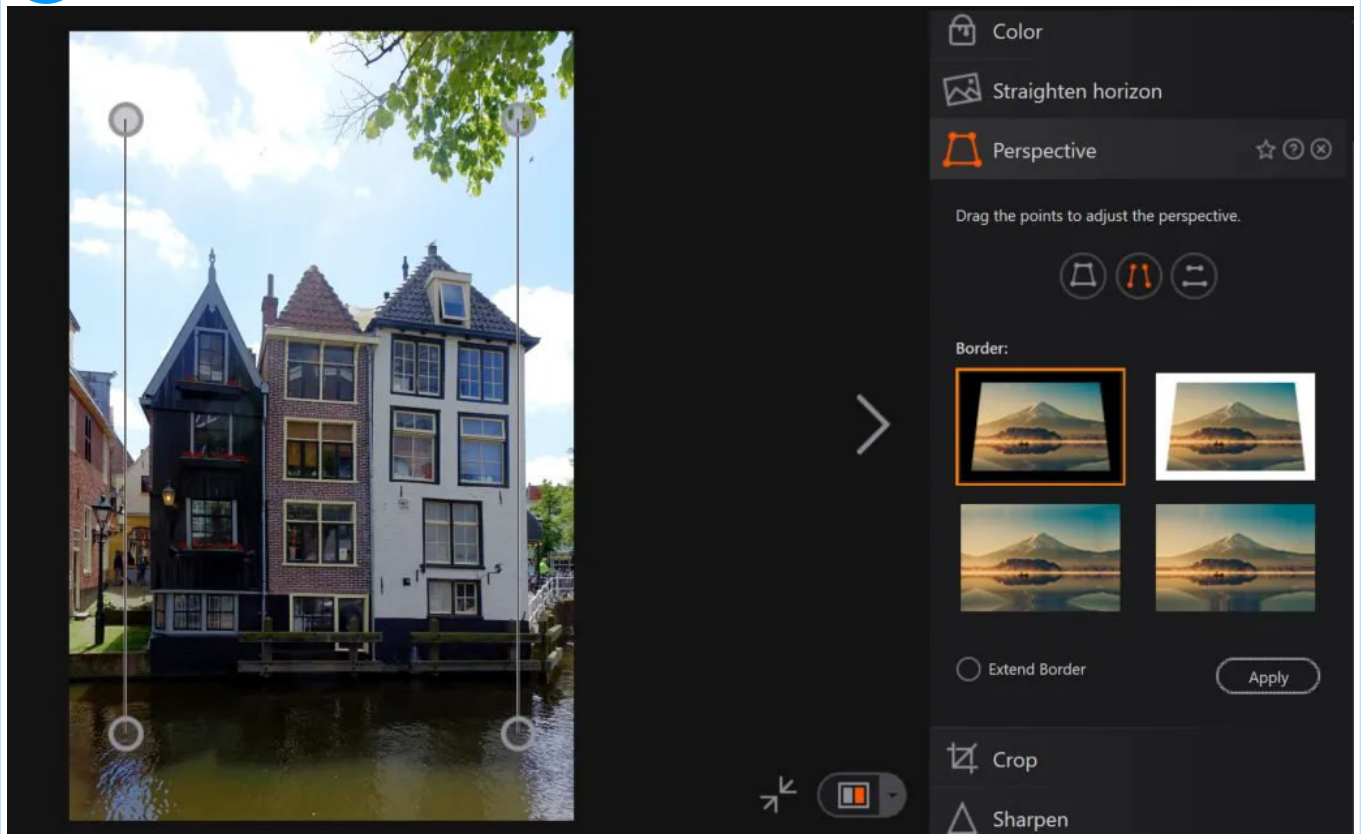 Color
Straighten horizon
Perspective
Drag the points to adjust the perspective.
Border:
Extend Border
Apply
Crop
Sharpen